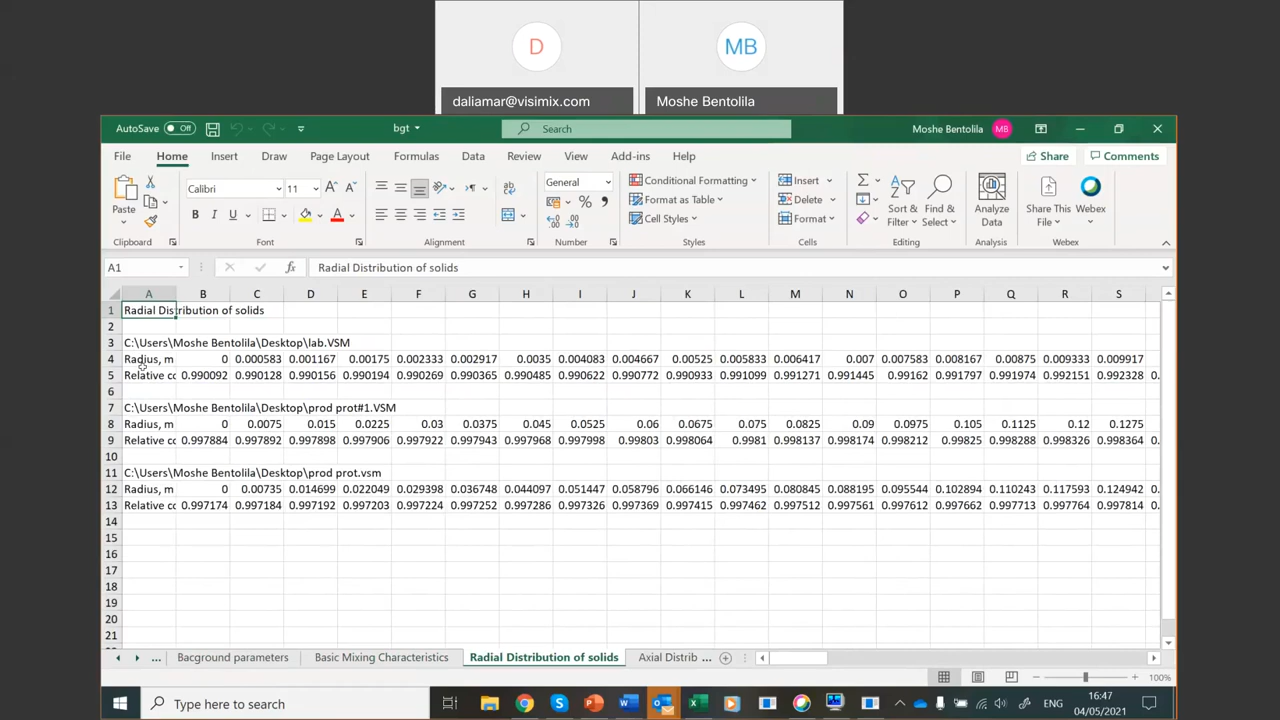 D
MB
daliamar@visimix.com
Moshe Bentolila
AutoSave Off
bgt
Search
Moshe Bentolila MB
File Home Insert Draw Page Layout Formulas Data Review View Add-ins Help
Share Comments
Paste
Calibri 11
General
Conditional Formatting
Format as Table
Cell Styles
Insert
Delete
Format
Sort & Filter
Find & Select
Analyze Data
Share This File
Webex
Clipboard Font Alignment Number Styles Cells Editing Analysis Webex
A1 fx Radial Distribution of solids
A B C D E F G H I J K L M N O P Q R S
1 Radial Distribution of solids
2
3 C:\Users\Moshe Bentolila\Desktop\lab.VSM
4 Radius, m 0 0.000583 0.001167 0.00175 0.002333 0.002917 0.0035 0.004083 0.004667 0.00525 0.005833 0.006417 0.007 0.007583 0.008167 0.00875 0.009333 0.009917
5 Relative co 0.990092 0.990128 0.990156 0.990194 0.990269 0.990365 0.990485 0.990622 0.990772 0.990933 0.991099 0.991271 0.991445 0.99162 0.991797 0.991974 0.992151 0.992328 0.
6
7 C:\Users\Moshe Bentolila\Desktop\prod prot#1.VSM
8 Radius, m 0 0.0075 0.015 0.0225 0.03 0.0375 0.045 0.0525 0.06 0.0675 0.075 0.0825 0.09 0.0975 0.105 0.1125 0.12 0.1275
9 Relative co 0.997884 0.997892 0.997898 0.997906 0.997922 0.997943 0.997968 0.997998 0.99803 0.998064 0.9981 0.998137 0.998174 0.998212 0.99825 0.998288 0.998326 0.998364 0.
10
11 C:\Users\Moshe Bentolila\Desktop\prod prot.vsm
12 Radius, m 0 0.00735 0.014699 0.022049 0.029398 0.036748 0.044097 0.051447 0.058796 0.066146 0.073495 0.080845 0.088195 0.095544 0.102894 0.110243 0.117593 0.124942 0.
13 Relative co 0.997174 0.997184 0.997192 0.997203 0.997224 0.997252 0.997286 0.997326 0.997369 0.997415 0.997462 0.997512 0.997561 0.997612 0.997662 0.997713 0.997764 0.997814 0.
14
15
16
17
18
19
20
21
... Bacground parameters Basic Mixing Characteristics Radial Distribution of solids Axial Distrib ...
100%
Type here to search
ENG
16:47
04/05/2021